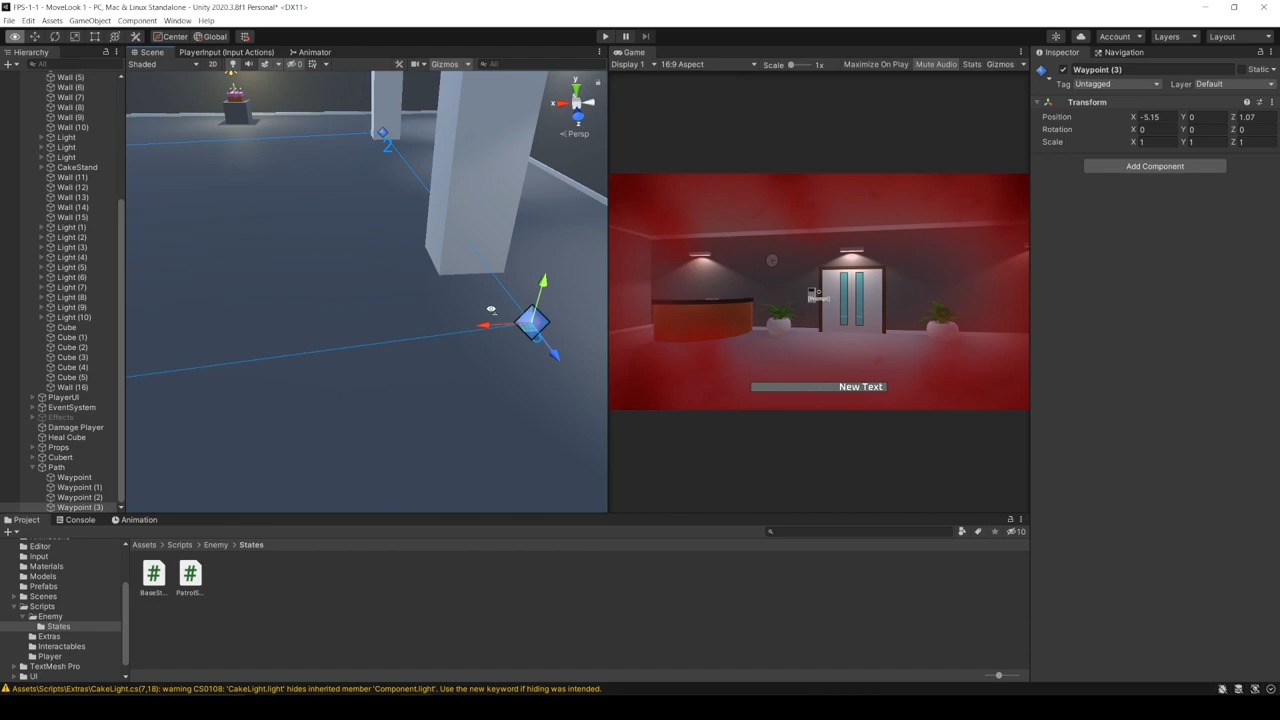 FPS-1-1 - MoveLook 1 - PC, Mac & Linux Standalone - Unity 2020.3.8f1 Personal* <DX11>
File Edit Assets GameObject Component Window Help
Center Global Account Layers Layout
Hierarchy
All
Wall (5)
Wall (6)
Wall (7)
Wall (8)
Wall (9)
Wall (10)
Light
Light
Light
CakeStand
Wall (11)
Wall (12)
Wall (13)
Wall (14)
Wall (15)
Light (1)
Light (2)
Light (3)
Light (4)
Light (5)
Light (6)
Light (7)
Light (8)
Light (9)
Light (10)
Cube
Cube (1)
Cube (2)
Cube (3)
Cube (4)
Cube (5)
Wall (16)
PlayerUI
EventSystem
Effects
Damage Player
Heal Cube
Props
Cubert
Path
Waypoint
Waypoint (1)
Waypoint (2)
Waypoint (3)
Scene PlayerInput (Input Actions) Animator
Shaded 2D 0 Gizmos All
y
x
z
Persp
2
3
Game
Display 1 16:9 Aspect Scale 1x Maximize On Play Mute Audio Stats Gizmos
[Prompt]
New Text
Inspector Navigation
Waypoint (3) Static
Tag Untagged Layer Default
Transform
Position X -5.15 Y 0 Z 1.07
Rotation X 0 Y 0 Z 0
Scale X 1 Y 1 Z 1
Add Component
Project Console Animation
10
Editor
Input
Materials
Models
Prefabs
Scenes
Scripts
Enemy
States
Extras
Interactables
Player
TextMesh Pro
UI
Assets > Scripts > Enemy > States
BaseSt... PatrolS...
Assets\Scripts\Extras\CakeLight.cs(7,18): warning CS0108: 'CakeLight.light' hides inherited member 'Component.light'. Use the new keyword if hiding was intended.